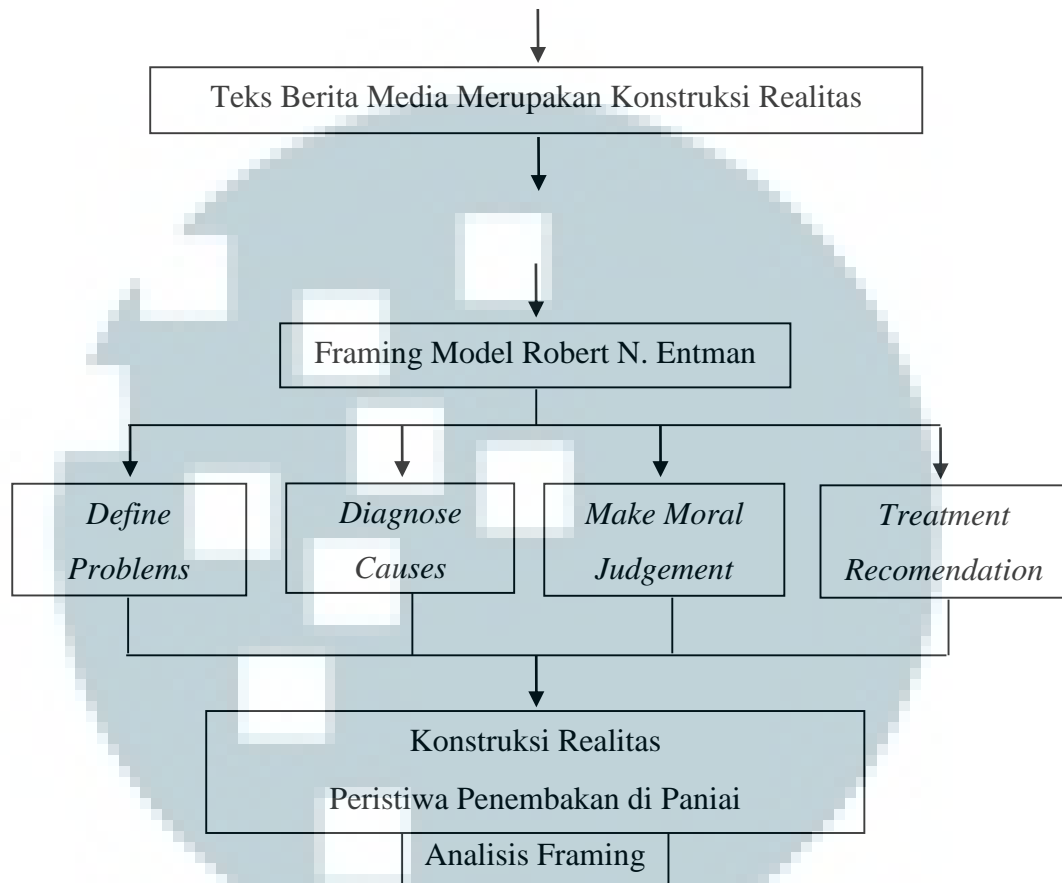 Teks Berita Media Merupakan Konstruksi Realitas
Framing Model Robert N. Entman
Define
Problems
Diagnose
Causes
Make Moral
Judgement
Treatment
Recomendation
Konstruksi Realitas
Peristiwa Penembakan di Paniai
Analisis Framing